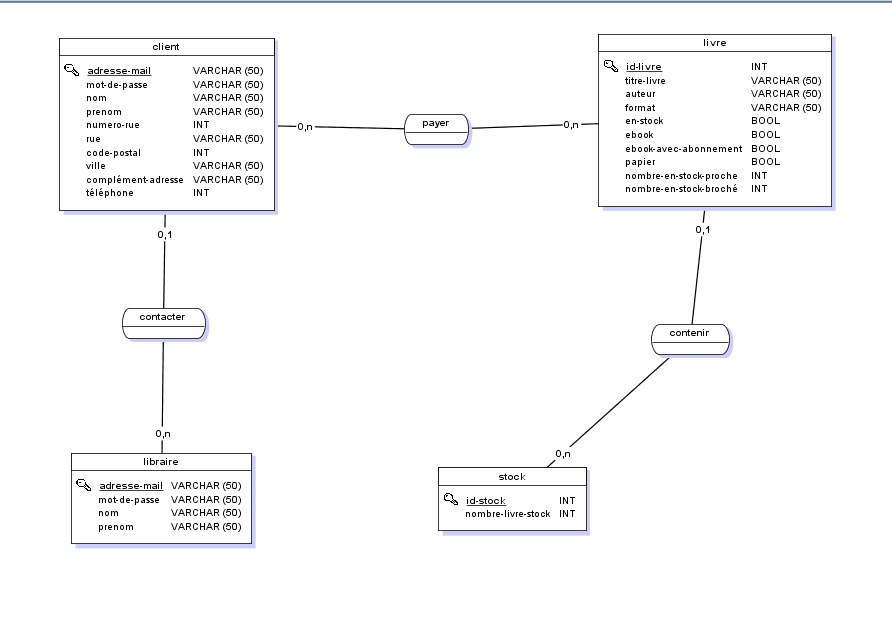 client
adresse-mail VARCHAR (50)
mot-de-passe VARCHAR (50)
nom VARCHAR (50)
prenom VARCHAR (50)
numero-rue INT
rue VARCHAR (50)
code-postal INT
ville VARCHAR (50)
complément-adresse VARCHAR (50)
téléphone INT
0,n
payer
0,n
livre
id-livre INT
titre-livre VARCHAR (50)
auteur VARCHAR (50)
format VARCHAR (50)
en-stock BOOL
ebook BOOL
ebook-avec-abonnement BOOL
papier BOOL
nombre-en-stock-proche INT
nombre-en-stock-broché INT
0,1
contacter
0,n
0,1
contenir
0,n
libraire
adresse-mail VARCHAR (50)
mot-de-passe VARCHAR (50)
nom VARCHAR (50)
prenom VARCHAR (50)
stock
id-stock INT
nombre-livre-stock INT